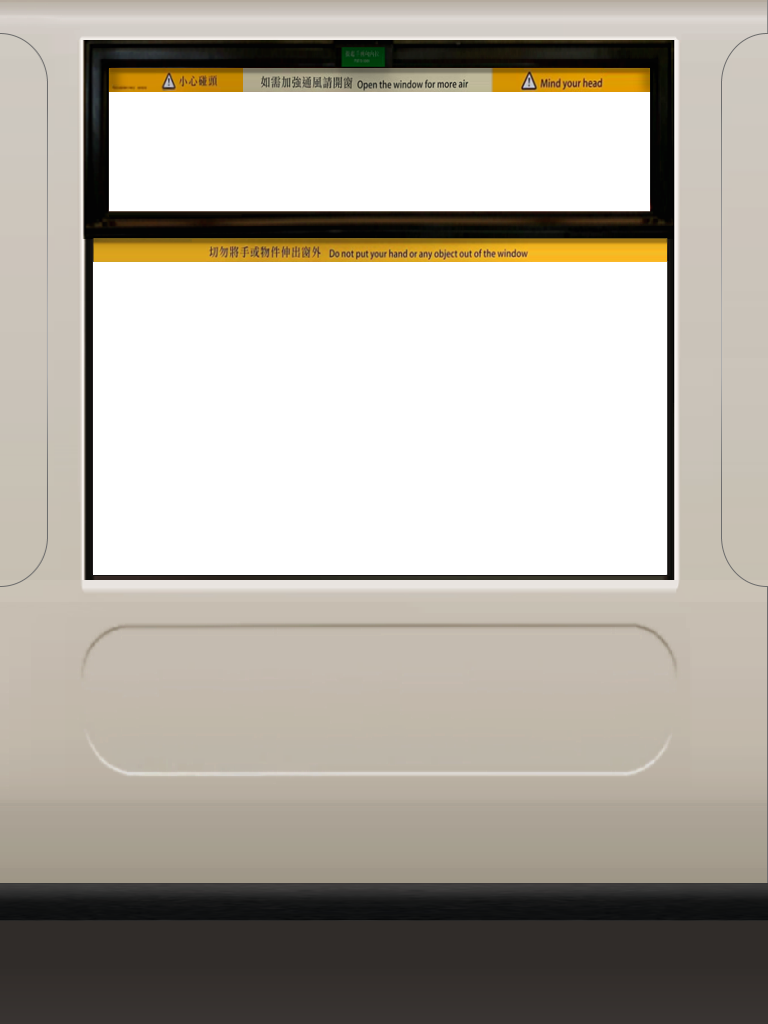 小心碰頭
如需加強通風請開窗 Open the window for more air
Mind your head
切勿將手或物件伸出窗外 Do not put your hand or any object out of the window